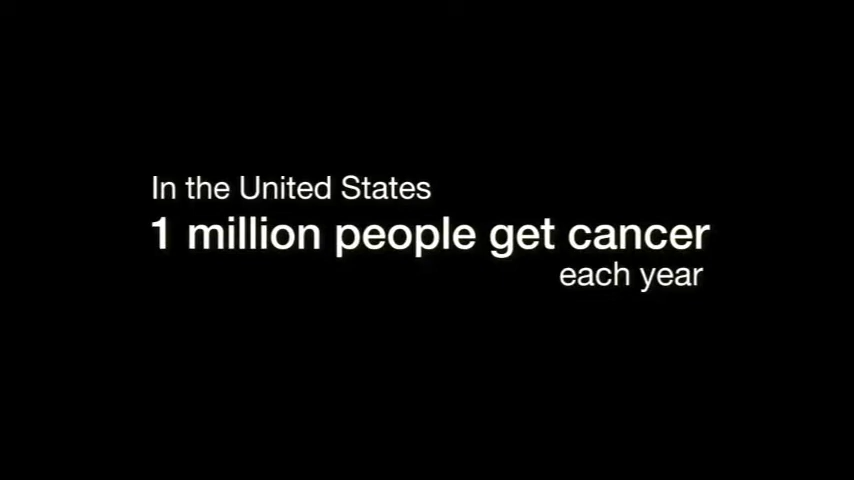 In the United States
1 million people get cancer
each year